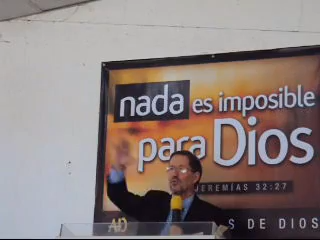 nada es imposible
para Dios
JEREMÍAS 32:27
AD S DE DIOS